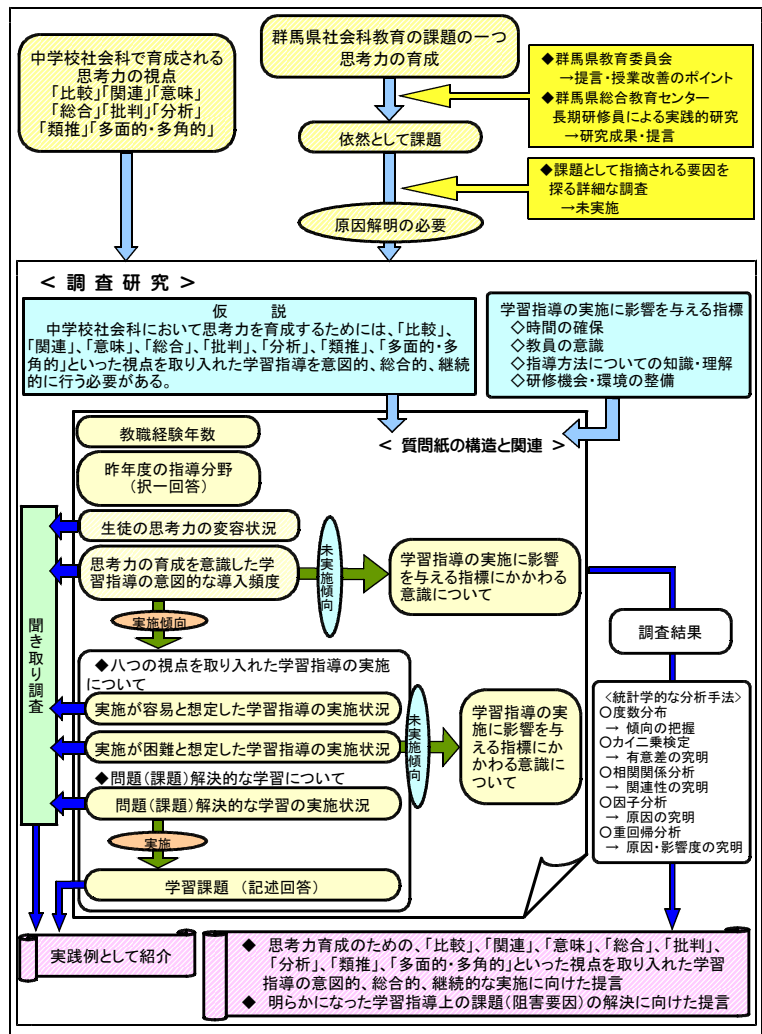 中学校社会科で育成される
思考力の視点
「比較」「関連」「意味」
「総合」「批判」「分析」
「類推」「多面的・多角的」
群馬県社会科教育の課題の一つ
思考力の育成
◆群馬県教育委員会
→提言・授業改善のポイント
◆群馬県総合教育センター
長期研修員による実践的研究
→研究成果・提言
依然として課題
◆課題として指摘される要因を
探る詳細な調査
→未実施
原因解明の必要
＜ 調 査 研 究 ＞
仮　　説
中学校社会科において思考力を育成するためには、「比較」、
「関連」、「意味」、「総合」、「批判」、「分析」、「類推」、「多面的・多
角的」といった視点を取り入れた学習指導を意図的、総合的、継続
的に行う必要がある。
学習指導の実施に影響を与える指標
◇時間の確保
◇教員の意識
◇指導方法についての知識・理解
◇研修機会・環境の整備
教職経験年数
＜ 質問紙の構造と関連 ＞
昨年度の指導分野
（択一回答）
生徒の思考力の変容状況
思考力の育成を意識した学
習指導の意図的な導入頻度
未実施傾向
学習指導の実施に影響
を与える指標にかかわる
意識について
実施傾向
聞き取り調査
調査結果
◆八つの視点を取り入れた学習指導の実施
について
実施が容易と想定した学習指導の実施状況
実施が困難と想定した学習指導の実施状況
未実施傾向
学習指導の実
施に影響を与
える指標にか
かわる意識に
ついて
◆問題（課題）解決的な学習について
問題（課題）解決的な学習の実施状況
実施
学習課題　（記述回答）
＜統計学的な分析手法＞
○度数分布
→ 傾向の把握
○カイ二乗検定
→ 有意差の究明
○相関関係分析
→ 関連性の究明
○因子分析
→ 原因の究明
○重回帰分析
→ 原因・影響度の究明
実践例として紹介
◆ 思考力育成のための、「比較」、「関連」、「意味」、「総合」、「批判」、
「分析」、「類推」、「多面的・多角的」といった視点を取り入れた学習
指導の意図的、総合的、継続的な実施に向けた提言
◆ 明らかになった学習指導上の課題（阻害要因）の解決に向けた提言